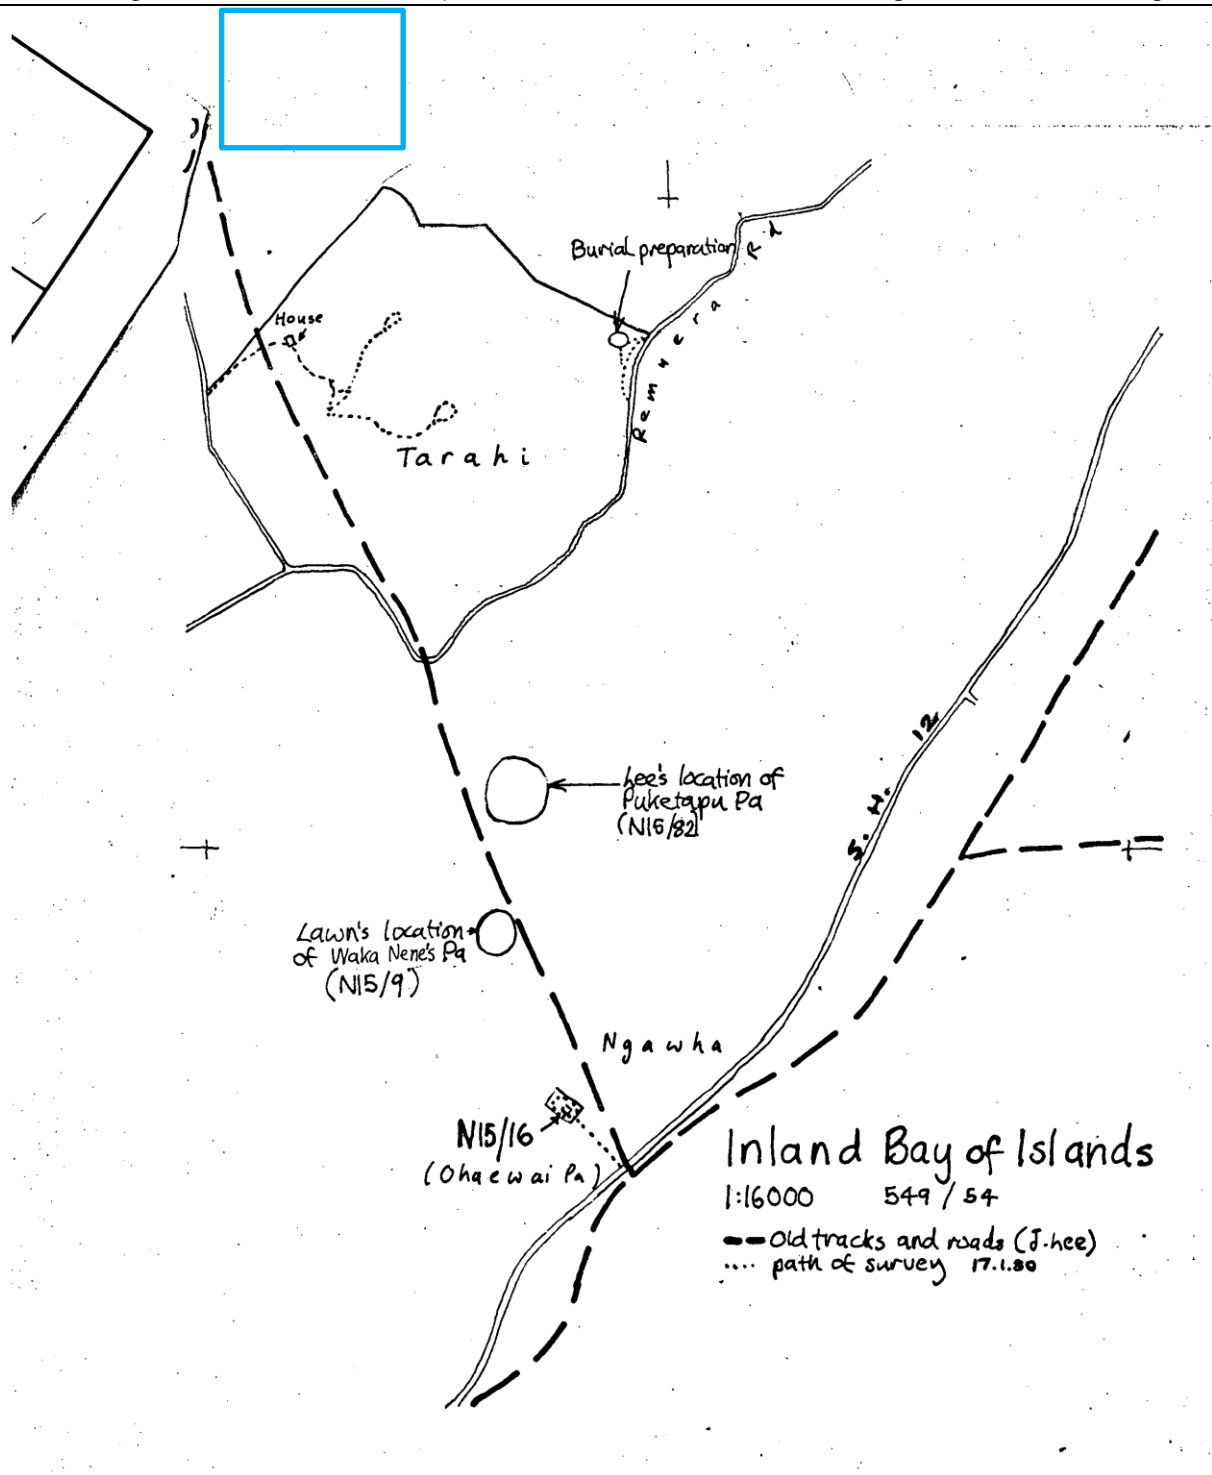 Burial preparation
Remuera Rd
House
Tarahi
Lee's location of
Puketapu Pa
(N15/82)
S. H. 12
Lawn's location
of Waka Nene's Pa
(N15/9)
Ngawha
N15/16
(Ohaewai Pa)
Inland Bay of Islands
1:16000 549 / 54
Old tracks and roads (J. Lee)
.... path of survey 17.1.80